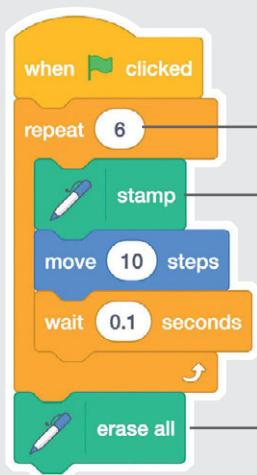 when clicked
repeat 6
stamp
move 10 steps
wait 0.1 seconds
erase all